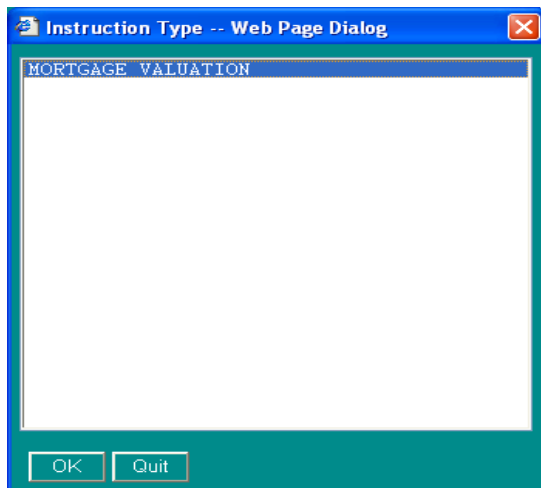 Instruction Type -- Web Page Dialog
MORTGAGE VALUATION
OK Quit